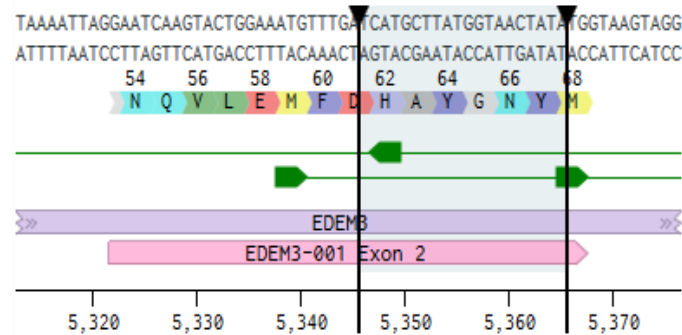 TAAAATTAGGAATCAAGTACTGGAAATGTTTGATCATGCTTATGGTAACTATATGGTAAGTAGG
ATTTTAATCCTTAGTTCATGACCTTTACAAACTAGTACGAATACCATTGATATACCATTCATCC
54 56 58 60 62 64 66 68
N Q V L E M F D H A Y G N Y M
EDEM3
EDEM3-001 Exon 2
5,320 5,330 5,340 5,350 5,360 5,370